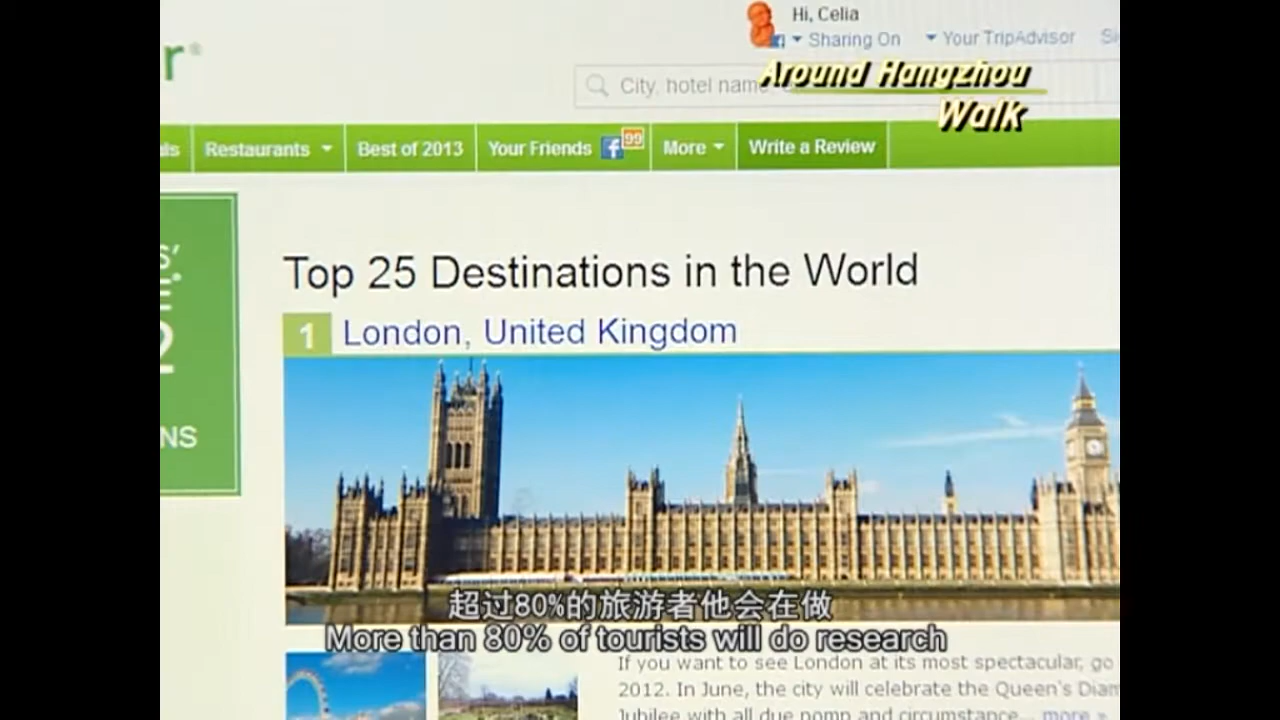 r®
Hi, Celia
Sharing On
Your TripAdvisor
City, hotel name,
Around Hangzhou
Walk
Restaurants
Best of 2013
Your Friends
f
99
More
Write a Review
NS
Top 25 Destinations in the World
1
London, United Kingdom
超过80%的旅游者他会在做
More than 80% of tourists will do research
If you want to see London at its most spectacular, go
2012. In June, the city will celebrate the Queen's
Jubilee with all due pomp and circumstance... more »